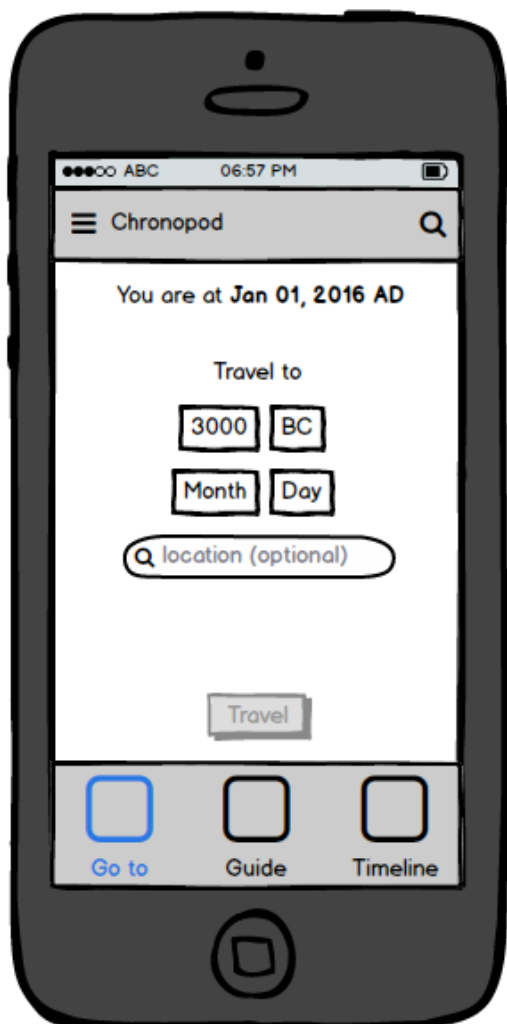 ABC 06:57 PM
Chronopod
You are at Jan 01, 2016 AD
Travel to
3000 BC
Month Day
location (optional)
Travel
Go to Guide Timeline